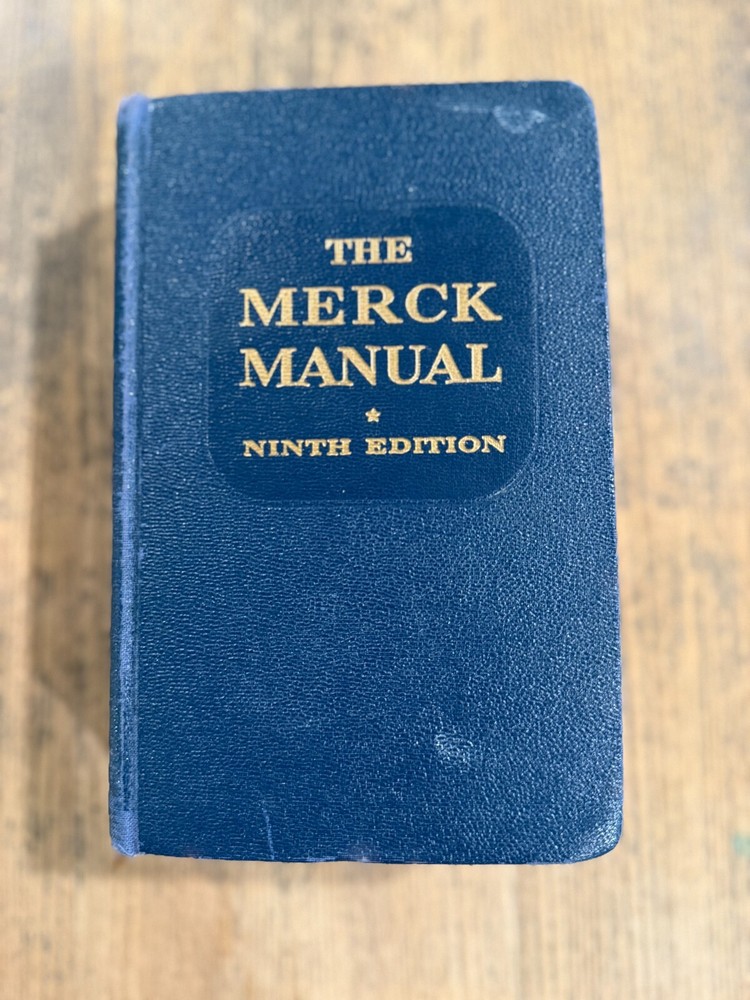 THE
MERCK
MANUAL
★
NINTH EDITION